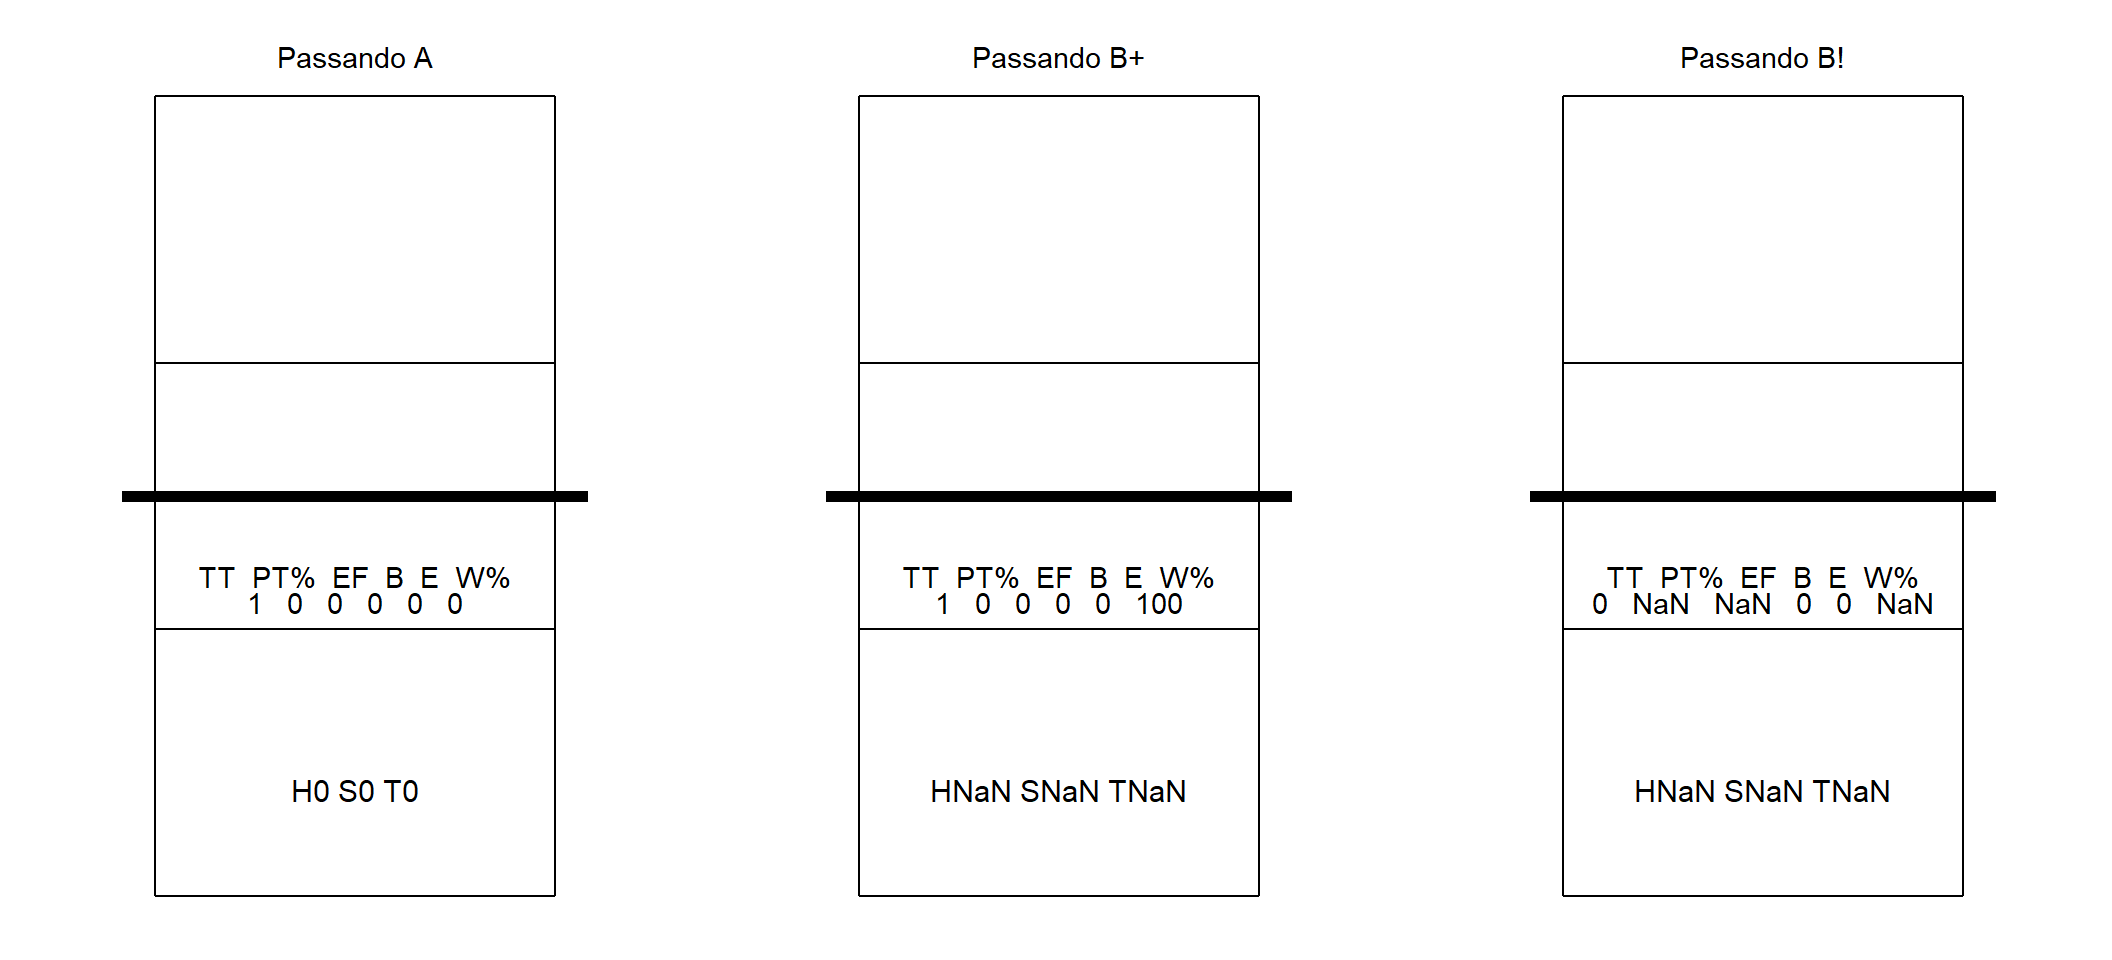 Passando A
TT PT% EF B E W%
1 0 0 0 0 0
H0 S0 T0
Passando B+
TT PT% EF B E W%
1 0 0 0 0 100
HNaN SNaN TNaN
Passando B!
TT PT% EF B E W%
0 NaN NaN 0 0 NaN
HNaN SNaN TNaN